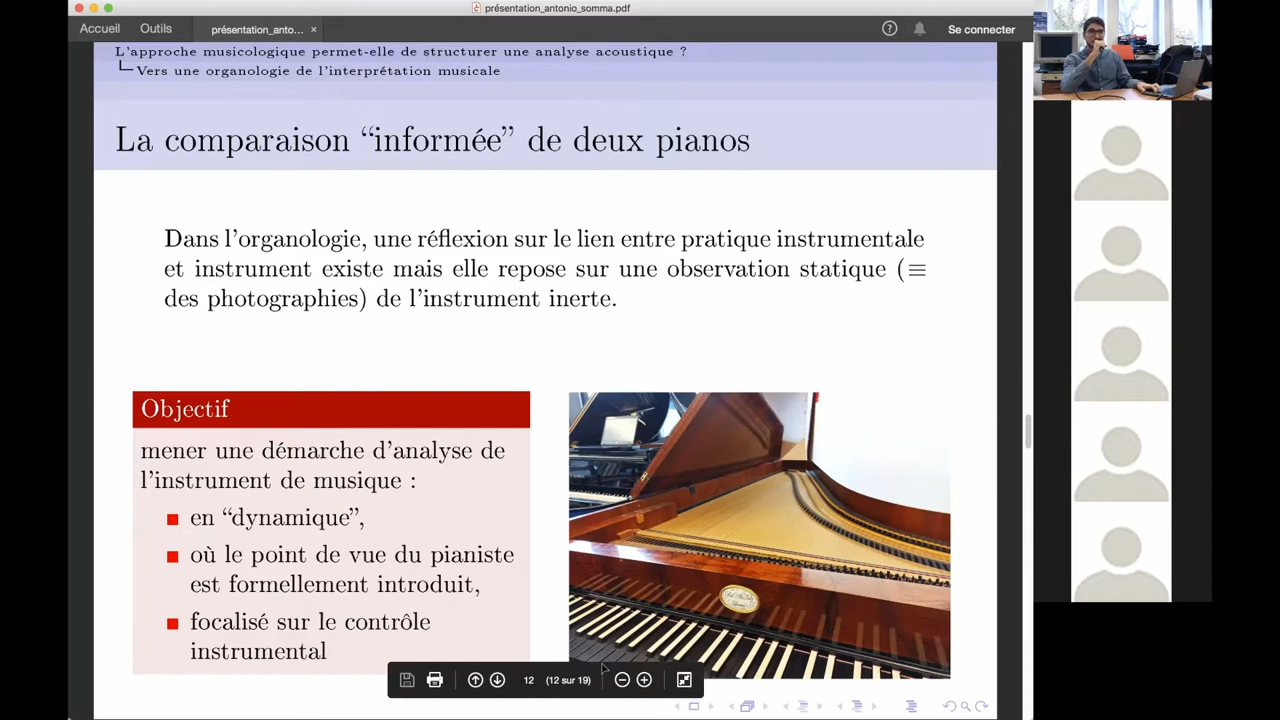 présentation_antonio_somma.pdf
Accueil
Outils
présentation_anto...
×
Se connecter
L'approche musicologique permet-elle de structurer une analyse acoustique ?
Vers une organologie de l'interprétation musicale
La comparaison “informée” de deux pianos
Dans l'organologie, une réflexion sur le lien entre pratique instrumentale
et instrument existe mais elle repose sur une observation statique (≡
des photographies) de l'instrument inerte.
Objectif
mener une démarche d'analyse de
l'instrument de musique :
en “dynamique”,
où le point de vue du pianiste
est formellement introduit,
focalisé sur le contrôle
instrumental
12 (12 sur 19)